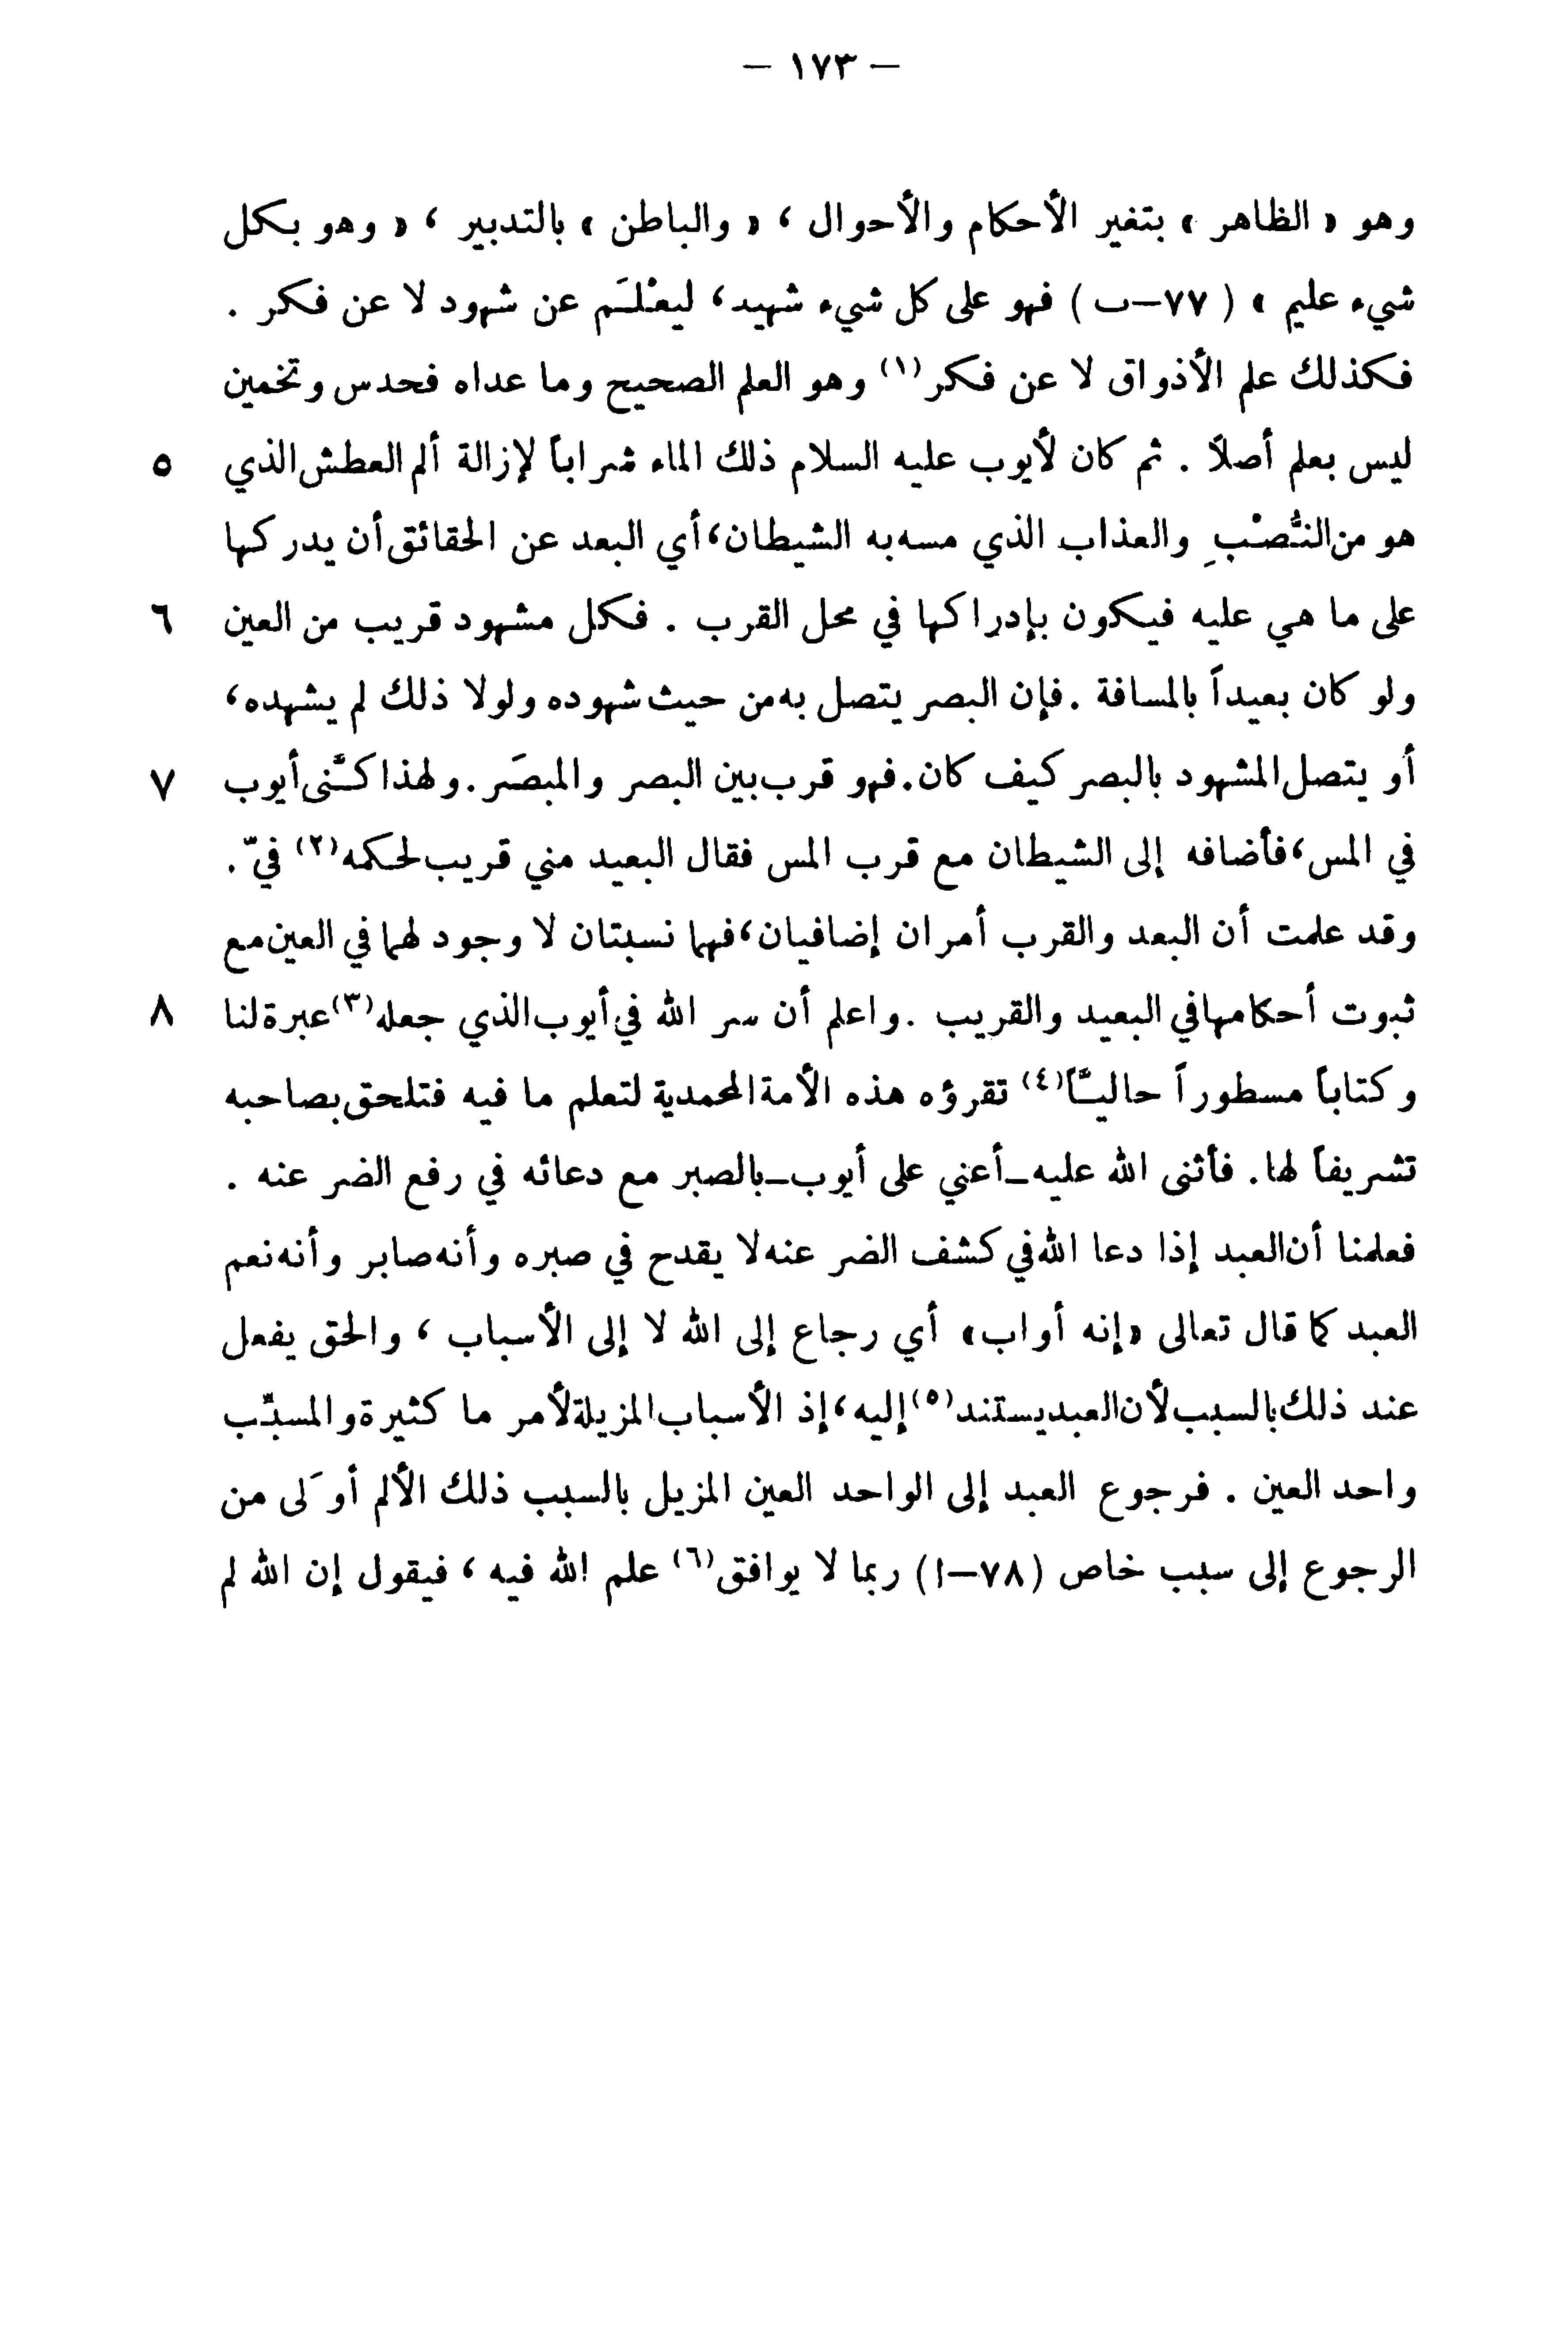 – ١٧٣ –
وهو « الظاهر » بتغير الأحكام والأحوال ، « والباطن » بالتدبير ، « وهو بكل
شيء عليم » ( ٧٧–ب ) فهو على كل شيء شهيد، ليعْلَم عن شهود لا عن فكر .
فكذلك علم الأذواق لا عن فكر(١) وهو العلم الصحيح وما عداه فحدس وتخمين
ليس بعلم أصلاً . ثم كان لأيوب عليه السلام ذلك الماء شراباً لإزالة ألم العطش الذي ٥
هو من النُّصْبِ والعذاب الذي مسه به الشيطان، أي البعد عن الحقائق أن يدركها
على ما هي عليه فيكون بإدراكها في محل القرب . فكل مشهود قريب من العين ٦
ولو كان بعيداً بالمسافة . فإن البصر يتصل به من حيث شهوده ولولا ذلك لم يشهده،
أو يتصل المشهود بالبصر كيف كان. فهو قرب بين البصر والمبصَر. ولهذا كَنَّى أيوب ٧
في المس، فأضافه إلى الشيطان مع قرب المس فقال البعيد مني قريب لحكمه(٢) فيّ.
وقد علمت أن البعد والقرب أمران إضافيان، فهما نسبتان لا وجود لهما في العين مع
ثبوت أحكامهما في البعيد والقريب . واعلم أن سر الله في أيوب الذي جعله(٣) عبرة لنا ٨
وكتاباً مسطوراً حاليًّا(٤) تقرؤه هذه الأمة المحمدية لتعلم ما فيه فتلحق بصاحبه
تشريفاً لها. فأثنى الله عليه–أعني على أيوب–بالصبر مع دعائه في رفع الضر عنه .
فعلمنا أن العبد إذا دعا الله في كشف الضر عنه لا يقدح في صبره وأنه صابر وأنه نعم
العبد كما قال تعالى «إنه أواب» أي رجاع إلى الله لا إلى الأسباب ، والحق يفعل
عند ذلك بالسبب لأن العبد يستند(٥) إليه، إذ الأسباب المزيلة لأمر ما كثيرة والمسبِّب
واحد العين . فرجوع العبد إلى الواحد العين المزيل بالسبب ذلك الألم أوَلى من
الرجوع إلى سبب خاص (٧٨–ا) ربما لا يوافق(٦) علم الله فيه ، فيقول إن الله لم